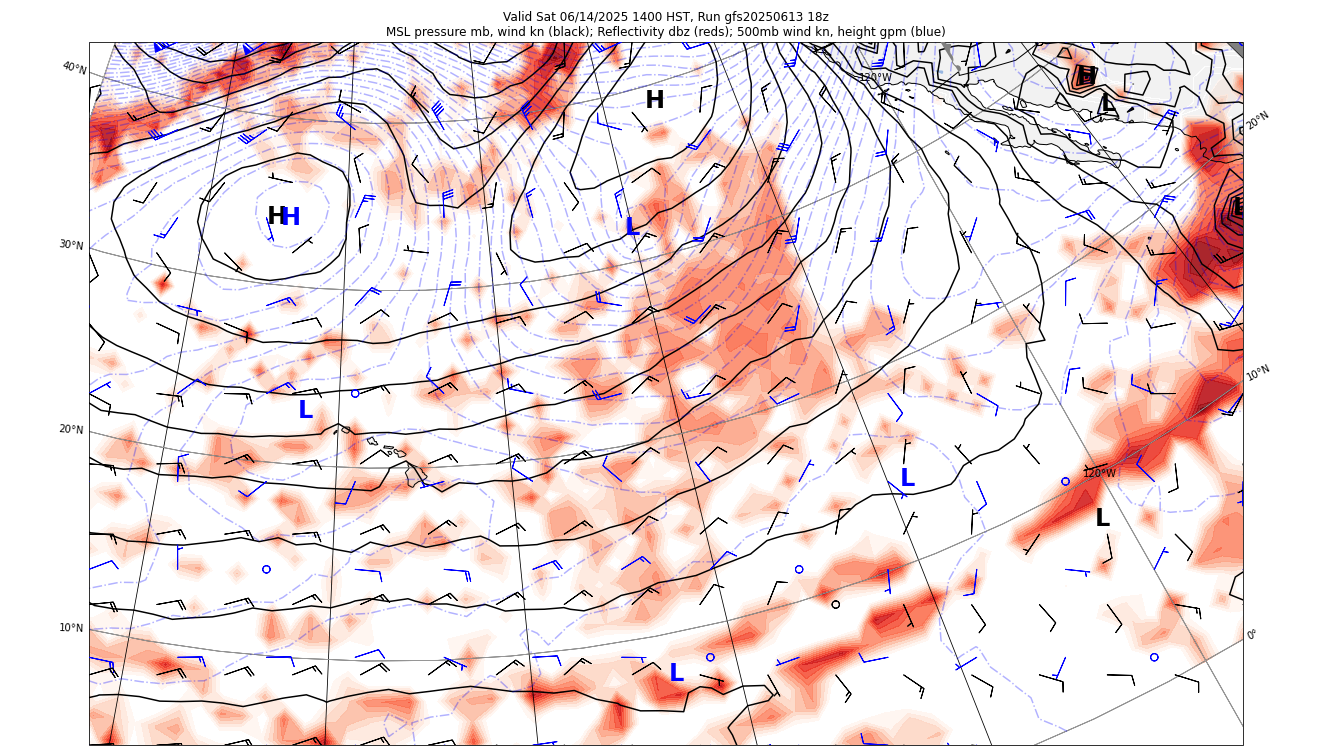 Valid Sat 06/14/2025 1400 HST, Run gfs20250613 18z
MSL pressure mb, wind kn (black); Reflectivity dbz (reds); 500mb wind kn, height gpm (blue)
40°N
120°W
H
H
L
20°N
H
H
L
L
30°N
10°N
L
20°N
120°W
L
L
10°N
0°
L